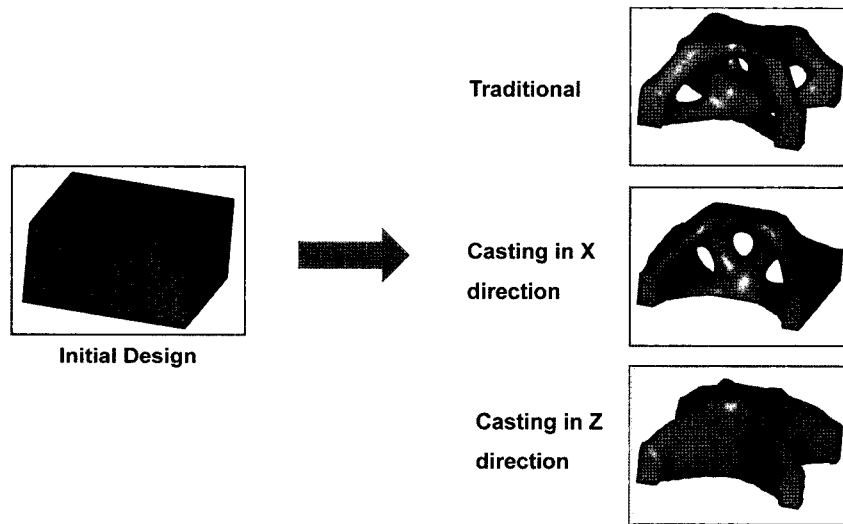 Traditional
Initial Design
Casting in X
direction
Casting in Z
direction